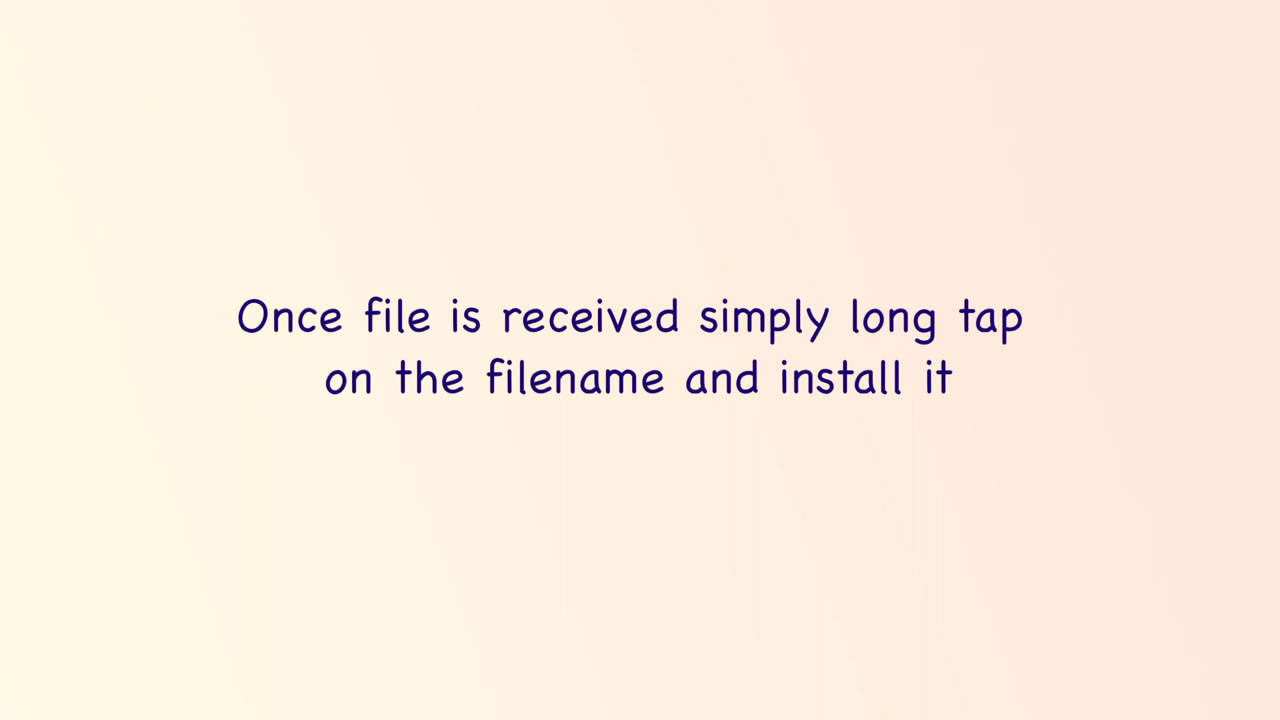 Once file is received simply long tap
on the filename and install it